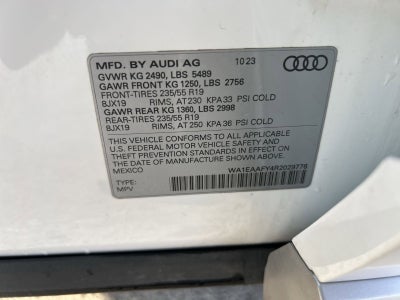 MFD. BY AUDI AG 10 23
GVWR KG 2490, LBS 5489
GAWR FRONT KG 1250, LBS 2756
FRONT-TIRES 235/55 R19
8JX19 RIMS, AT 230 KPA 33 PSI COLD
GAWR REAR KG 1360, LBS 2998
REAR-TIRES 235/55 R19
8JX19 RIMS, AT 250 KPA 36 PSI COLD
THIS VEHICLE CONFORMS TO ALL APPLICABLE
U.S. FEDERAL MOTOR VEHICLE SAFETY AND
THEFT PREVENTION STANDARDS IN EFFECT ON
THE DATE OF MANUFACTURE SHOWN ABOVE
MEXICO
WA1EAAFY4R2029776
TYPE:
MPV